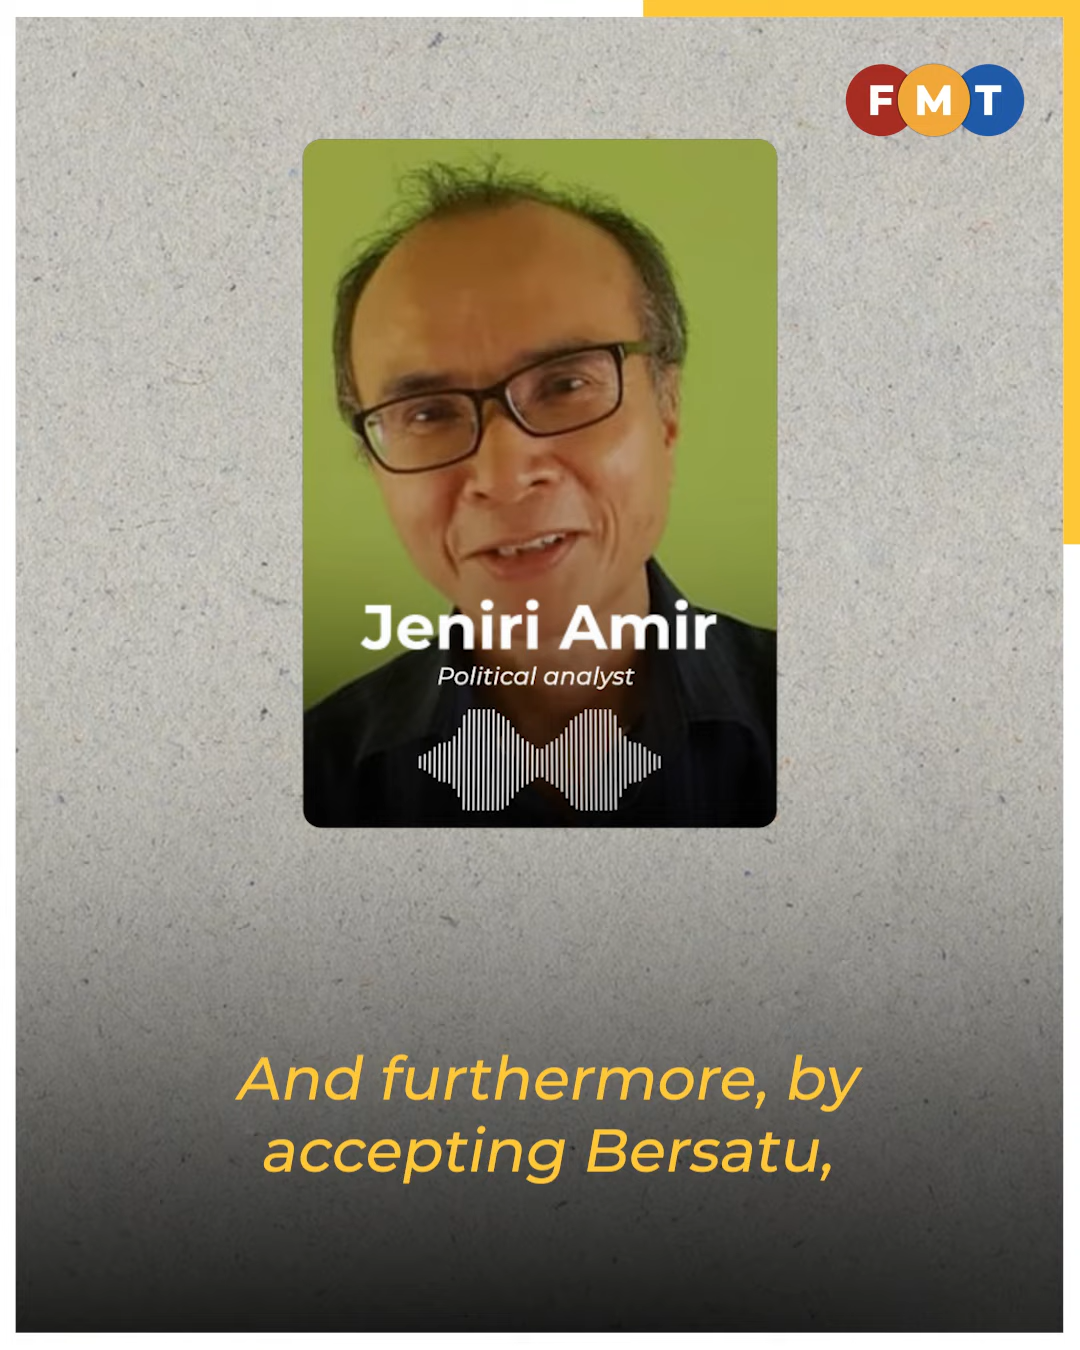 FMT
Jeniri Amir
Political analyst
And furthermore, by
accepting Bersatu,